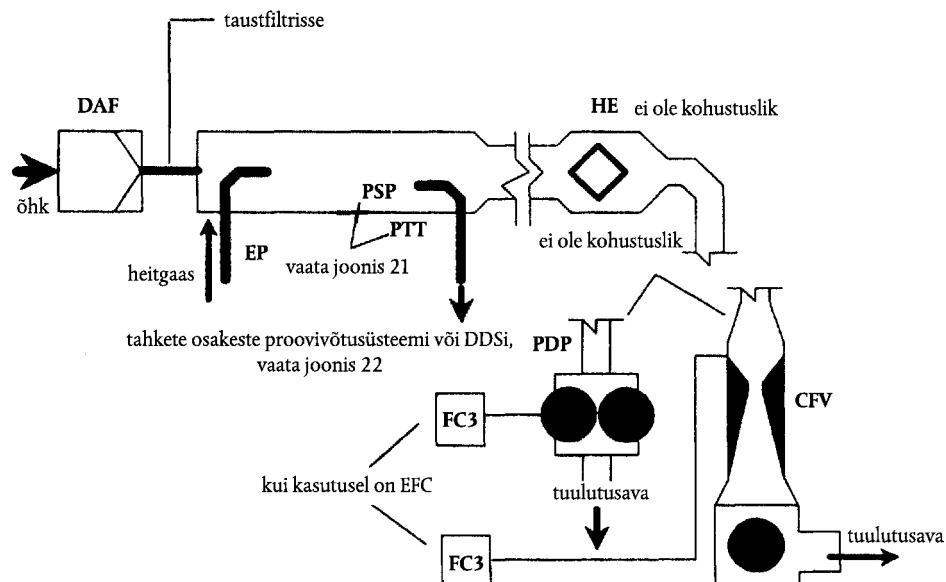 taustfiltrisse
DAF
HE ei ole kohustuslik
õhk
PSP
PTT
ei ole kohustuslik
EP
vaata joonis 21
heitgaas
tahkete osakeste proovivõtusüsteemi või DDSi,
vaata joonis 22
PDP
CFV
FC3
kui kasutusel on EFC
tuulutusava
tuulutusava
FC3